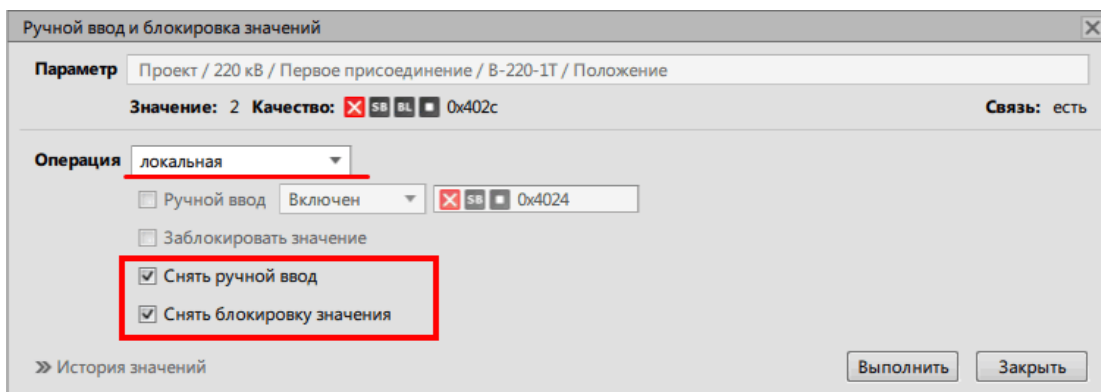 Ручной ввод и блокировка значений
Параметр Проект / 220 кВ / Первое присоединение / В-220-1Т / Положение
Значение: 2 Качество: SB BL 0x402c Связь: есть
Операция локальная
Ручной ввод Включен SB 0x4024
Заблокировать значение
Снять ручной ввод
Снять блокировку значения
История значений Выполнить Закрыть